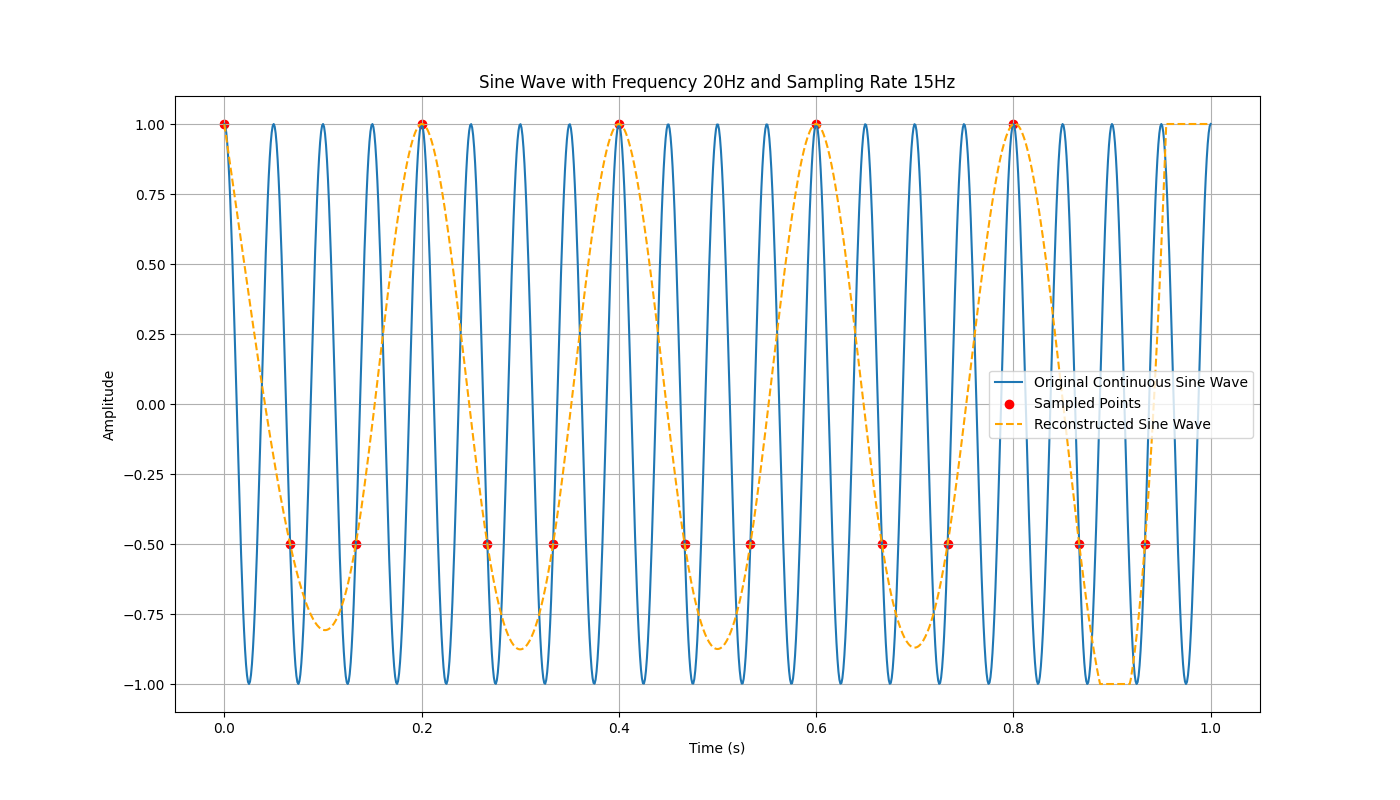 Sine Wave with Frequency 20Hz and Sampling Rate 15Hz
1.00
0.75
0.50
0.25
0.00
−0.25
−0.50
−0.75
−1.00
Amplitude
Original Continuous Sine Wave
Sampled Points
Reconstructed Sine Wave
0.0 0.2 0.4 0.6 0.8 1.0
Time (s)